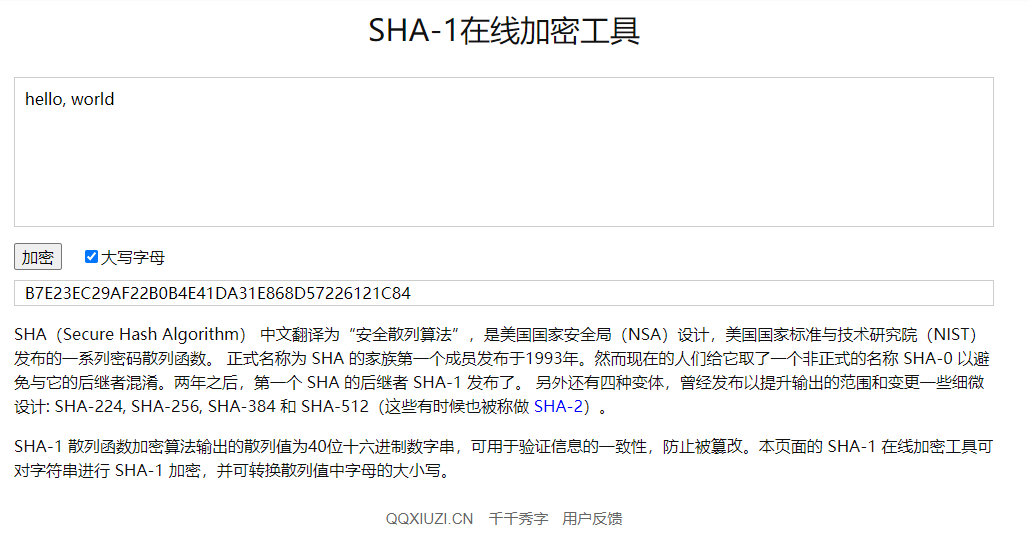 SHA-1在线加密工具
hello, world
加密 大写字母
B7E23EC29AF22B0B4E41DA31E868D57226121C84
SHA（Secure Hash Algorithm） 中文翻译为“安全散列算法”，是美国国家安全局（NSA）设计，美国国家标准与技术研究院（NIST）
发布的一系列密码散列函数。 正式名称为 SHA 的家族第一个成员发布于1993年。然而现在的人们给它取了一个非正式的名称 SHA-0 以避
免与它的后继者混淆。两年之后，第一个 SHA 的后继者 SHA-1 发布了。 另外还有四种变体，曾经发布以提升输出的范围和变更一些细微
设计: SHA-224, SHA-256, SHA-384 和 SHA-512（这些有时候也被称做 SHA-2）。
SHA-1 散列函数加密算法输出的散列值为40位十六进制数字串，可用于验证信息的一致性，防止被篡改。本页面的 SHA-1 在线加密工具可
对字符串进行 SHA-1 加密，并可转换散列值中字母的大小写。
QQXIUZI.CN 千千秀字 用户反馈